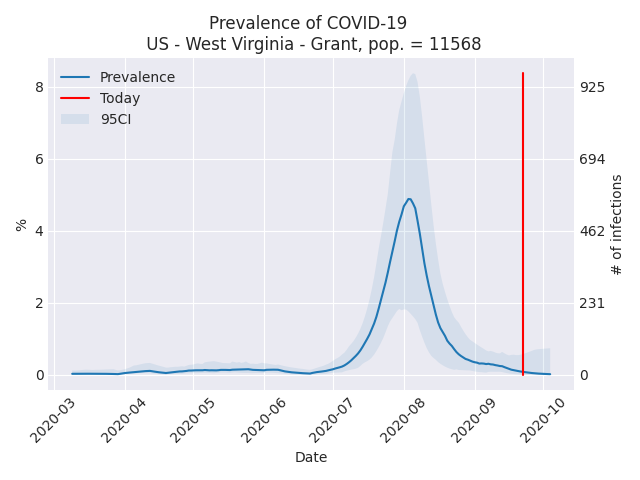 Prevalence of COVID-19
US - West Virginia - Grant, pop. = 11568
Prevalence
Today
95CI
8
6
4
2
0
%
925
694
462
231
0
# of infections
2020-03
2020-04
2020-05
2020-06
2020-07
2020-08
2020-09
2020-10
Date